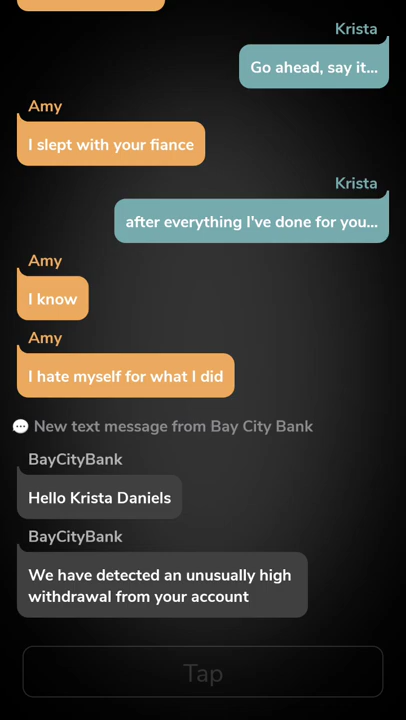 Krista
Go ahead, say it...
Amy
I slept with your fiance
Krista
after everything I've done for you...
Amy
I know
Amy
I hate myself for what I did
New text message from Bay City Bank
BayCityBank
Hello Krista Daniels
BayCityBank
We have detected an unusually high
withdrawal from your account
Tap